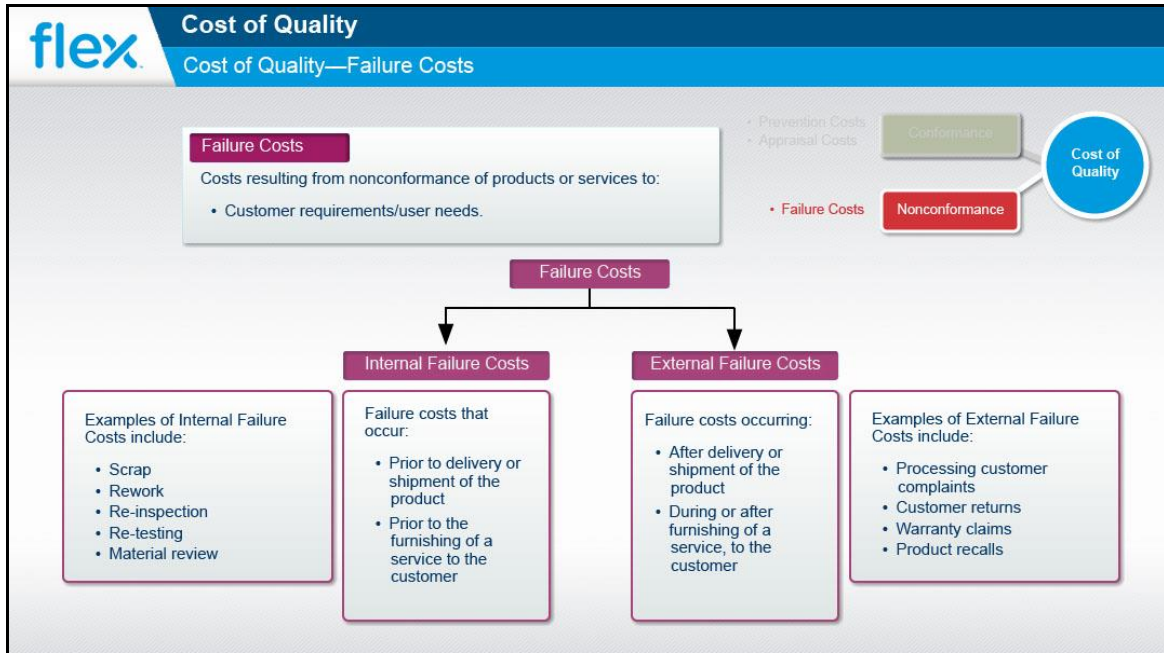 flex
Cost of Quality
Cost of Quality—Failure Costs
Failure Costs
Costs resulting from nonconformance of products or services to:
• Customer requirements/user needs.
• Prevention Costs
• Appraisal Costs
Conformance
Cost of
Quality
• Failure Costs
Nonconformance
Failure Costs
Internal Failure Costs
External Failure Costs
Examples of Internal Failure
Costs include:
• Scrap
• Rework
• Re-inspection
• Re-testing
• Material review
Failure costs that
occur:
• Prior to delivery or
shipment of the
product
• Prior to the
furnishing of a
service to the
customer
Failure costs occurring:
• After delivery or
shipment of the
product
• During or after
furnishing of a
service, to the
customer
Examples of External Failure
Costs include:
• Processing customer
complaints
• Customer returns
• Warranty claims
• Product recalls